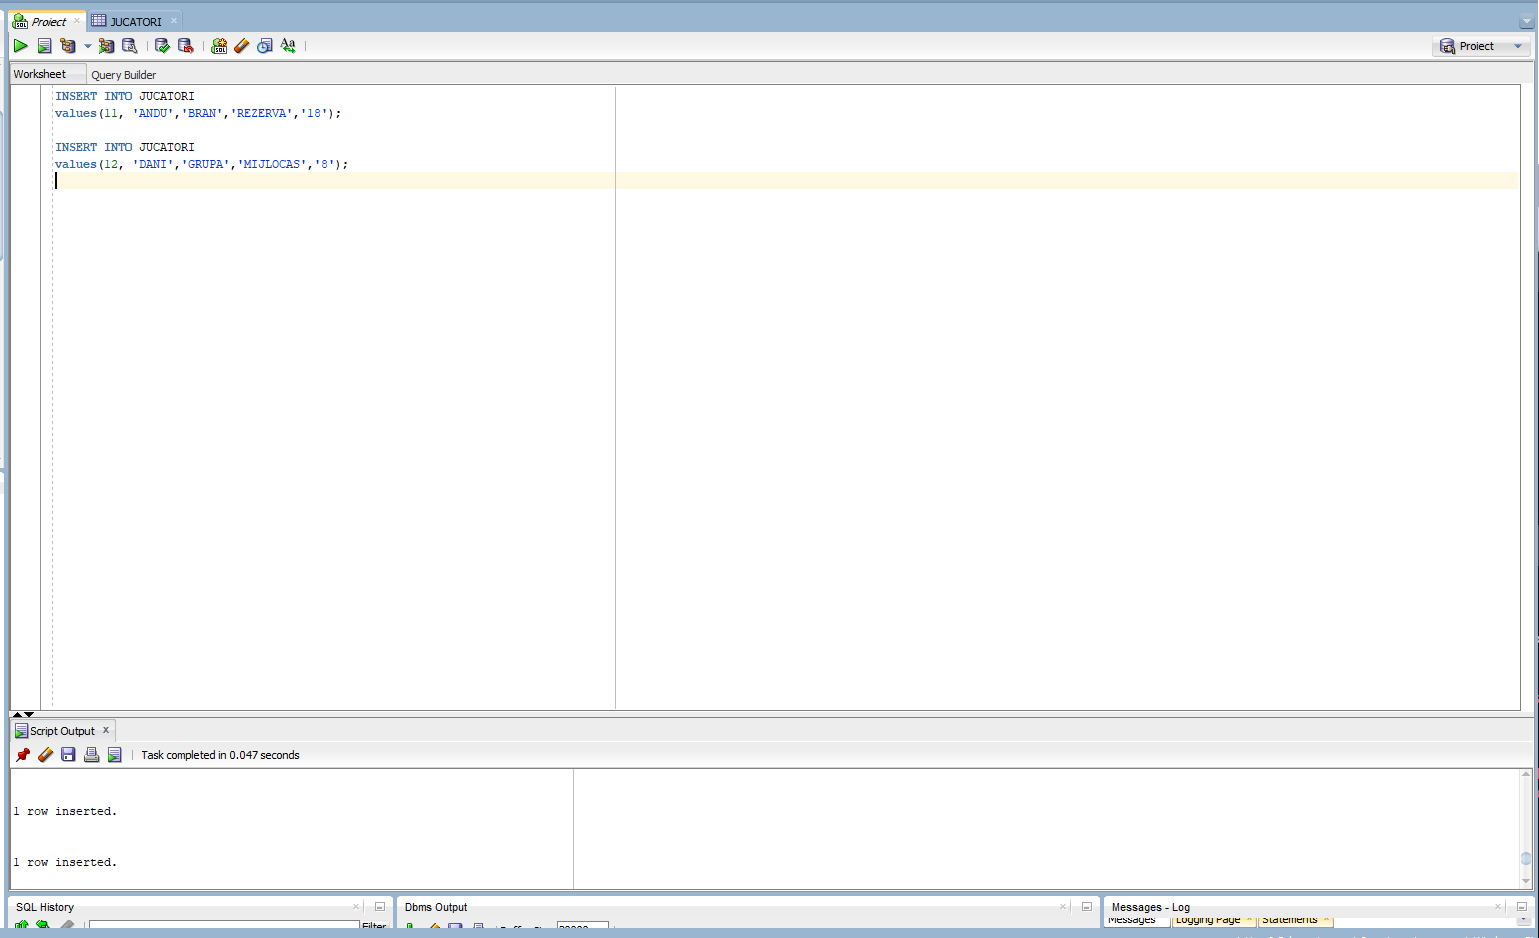 Proiect
JUCATORI
Proiect
Worksheet
Query Builder
INSERT INTO JUCATORI
values(11, 'ANDU','BRAN','REZERVA','18');
INSERT INTO JUCATORI
values(12, 'DANI','GRUPA','MIJLOCAS','8');
Script Output
Task completed in 0.047 seconds
1 row inserted.
1 row inserted.
SQL History
Dbms Output
Messages - Log
Filter
Messages
Logging Page
Statements